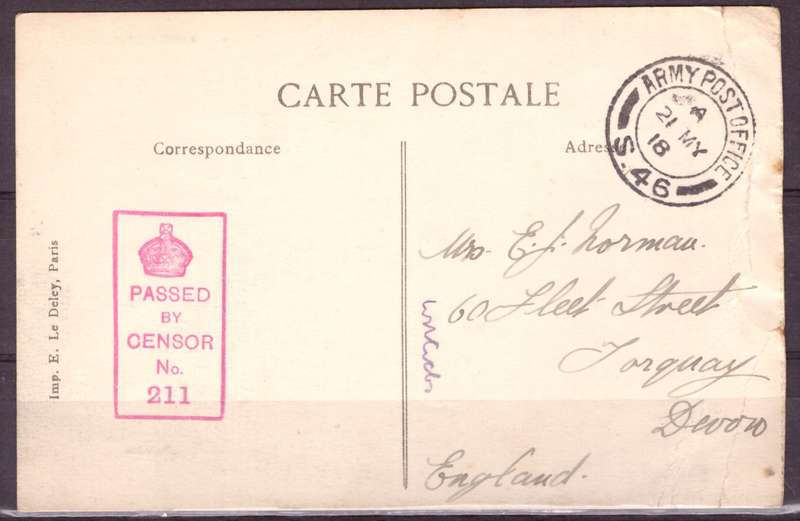 CARTE POSTALE
Correspondance
Adresse
ARMY POST OFFICE
A
21 MY
18
S.46
PASSED
BY
CENSOR
No.
211
Imp. E. Le Deley, Paris
Mrs. E. J. Norman.
60 Fleet Street
Torquay
Devon
England.